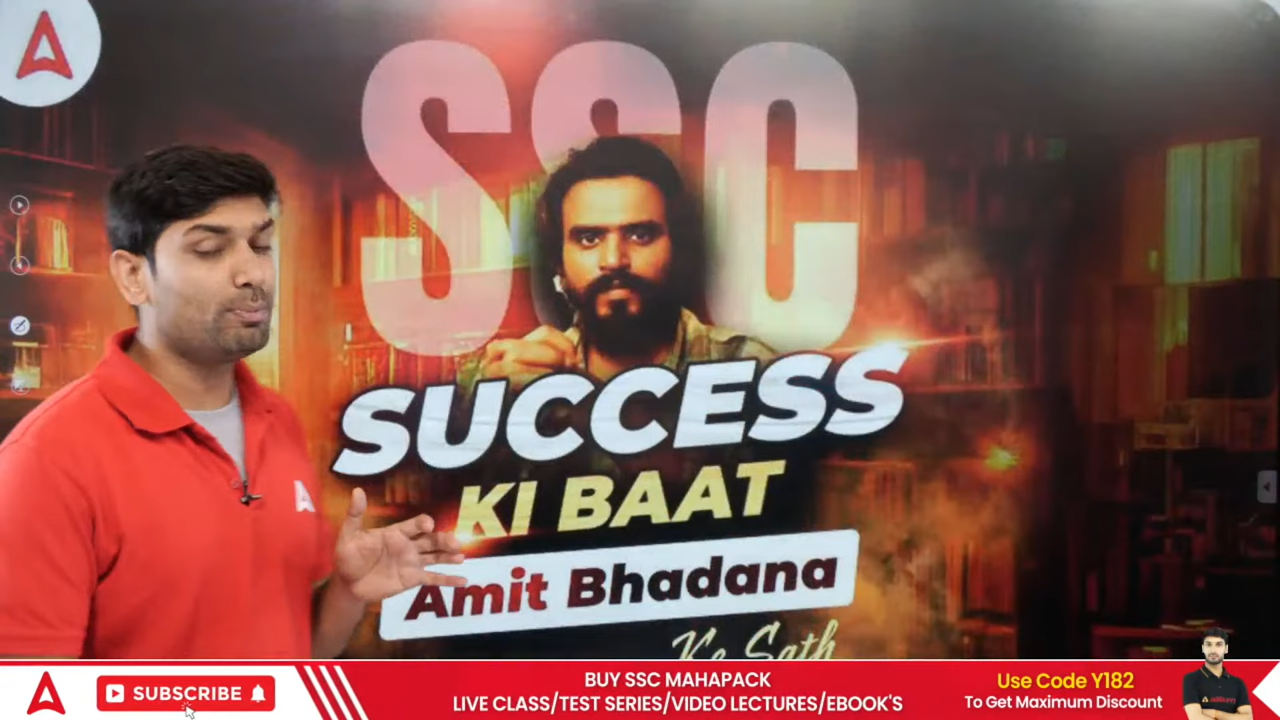 SSC
SUCCESS
KI BAAT
Amit Bhadana
Ke Sath
SUBSCRIBE
BUY SSC MAHAPACK
LIVE CLASS/TEST SERIES/VIDEO LECTURES/EBOOK'S
Use Code Y182
To Get Maximum Discount